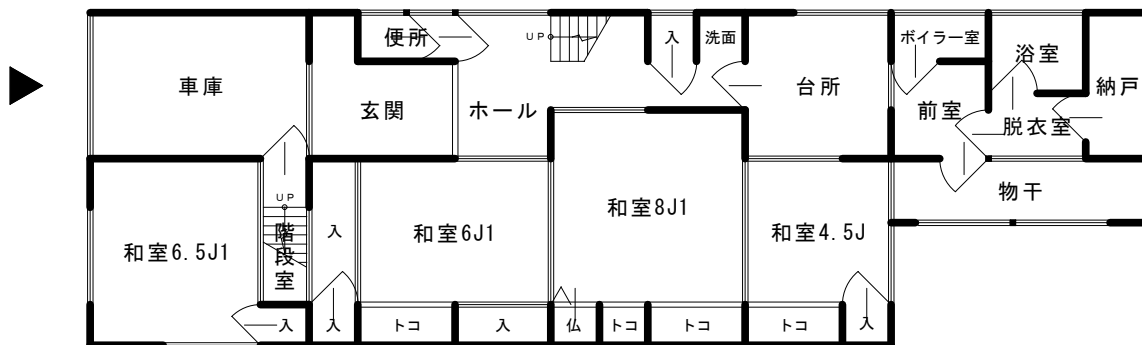 便所
UP
入
洗面
ボイラー室
浴室
車庫
玄関
ホール
台所
前室
脱衣室
納戸
UP
階段室
物干
和室6.5J1
入
和室6J1
和室8J1
和室4.5J
入
入
トコ
入
仏
トコ
トコ
トコ
入